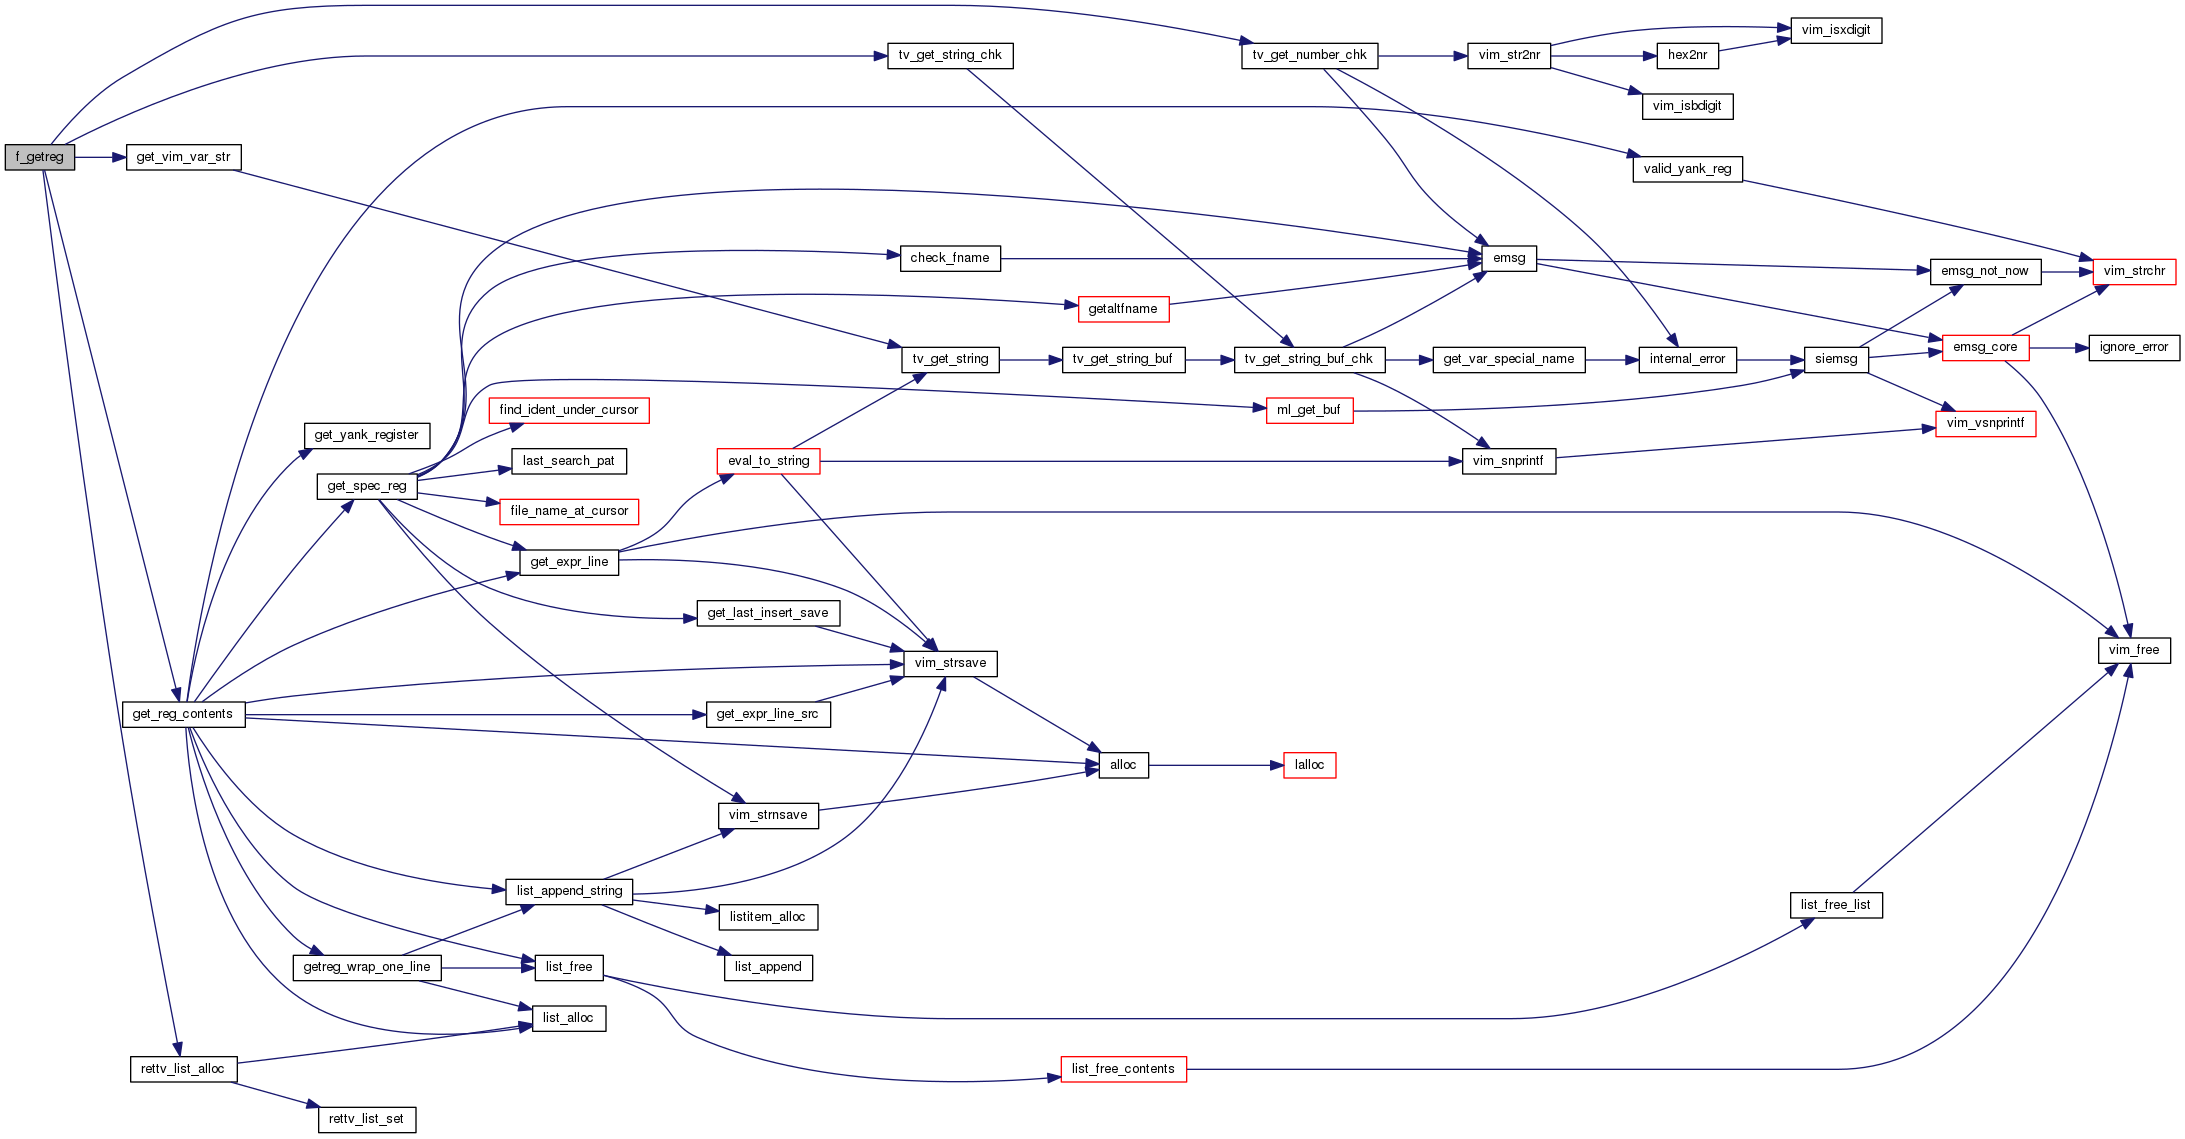 f_getreg
get_vim_var_str
get_reg_contents
rettv_list_alloc
get_yank_register
get_spec_reg
getreg_wrap_one_line
rettv_list_set
find_ident_under_cursor
last_search_pat
file_name_at_cursor
get_expr_line
list_append_string
list_free
list_alloc
eval_to_string
get_last_insert_save
get_expr_line_src
vim_strnsave
listitem_alloc
list_append
tv_get_string_chk
check_fname
tv_get_string
vim_strsave
getaltfname
tv_get_string_buf
alloc
list_free_contents
tv_get_number_chk
tv_get_string_buf_chk
ml_get_buf
lalloc
vim_str2nr
emsg
get_var_special_name
vim_snprintf
hex2nr
vim_isbdigit
valid_yank_reg
internal_error
vim_isxdigit
siemsg
list_free_list
emsg_not_now
emsg_core
vim_vsnprintf
vim_strchr
ignore_error
vim_free